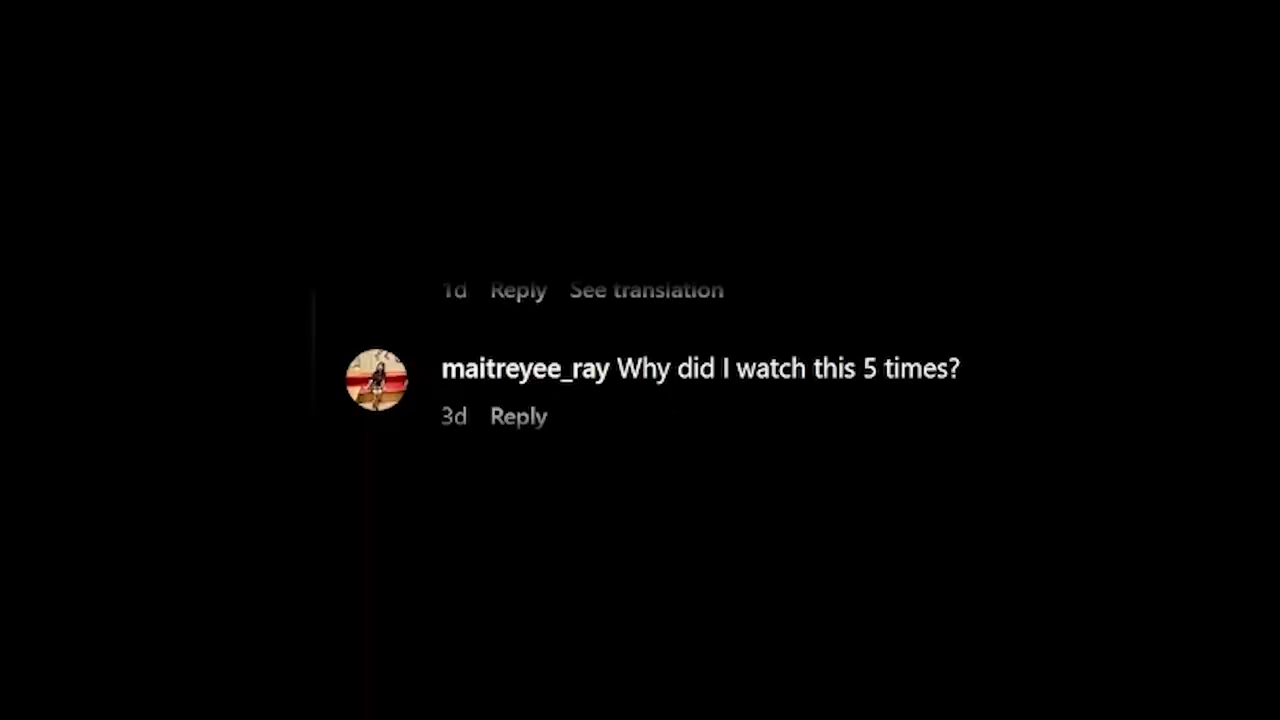 1d Reply See translation
maitreyee_ray Why did I watch this 5 times?
3d Reply